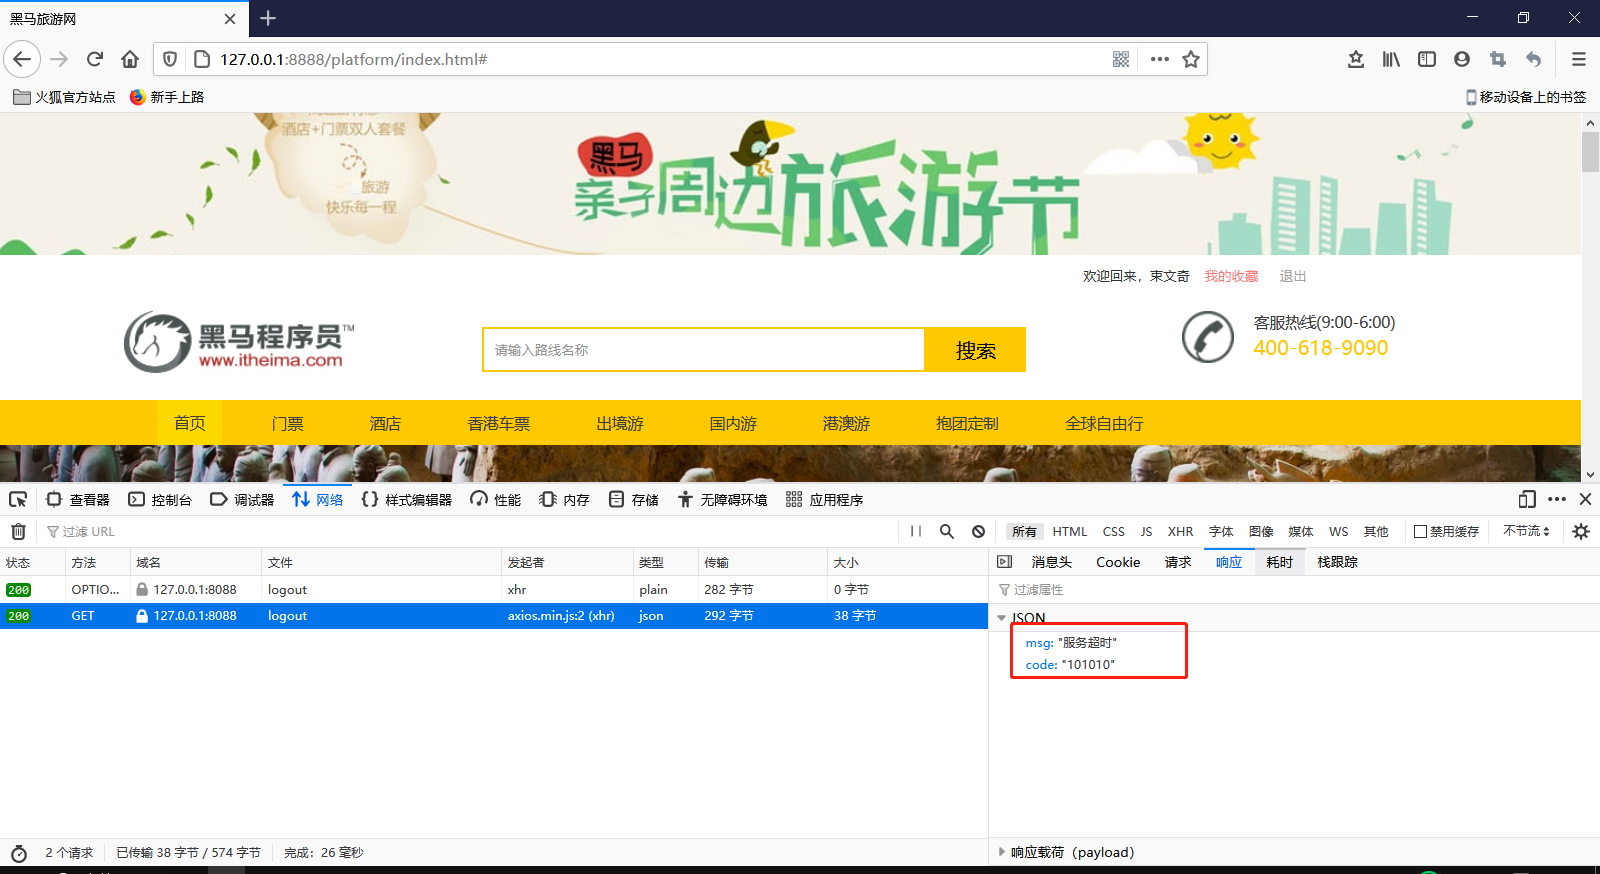 黑马旅游网
127.0.0.1:8888/platform/index.html#
火狐官方站点
新手上路
移动设备上的书签
酒店+门票双人套餐
旅游
快乐每一程
黑马
亲子周边旅游节
欢迎回来，束文奇 我的收藏 退出
黑马程序员™
www.itheima.com
请输入路线名称
搜索
客服热线(9:00-6:00)
400-618-9090
首页 门票 酒店 香港车票 出境游 国内游 港澳游 抱团定制 全球自由行
查看器 控制台 调试器 网络 样式编辑器 性能 内存 存储 无障碍环境 应用程序
过滤 URL
所有 HTML CSS JS XHR 字体 图像 媒体 WS 其他 禁用缓存 不节流
状态 方法 域名 文件 发起者 类型 传输 大小
200 OPTIO... 127.0.0.1:8088 logout xhr plain 282 字节 0 字节
200 GET 127.0.0.1:8088 logout axios.min.js:2 (xhr) json 292 字节 38 字节
消息头 Cookie 请求 响应 耗时 栈跟踪
过滤属性
JSON
msg: "服务超时"
code: "101010"
2 个请求 已传输 38 字节 / 574 字节 完成：26 毫秒
响应载荷（payload）